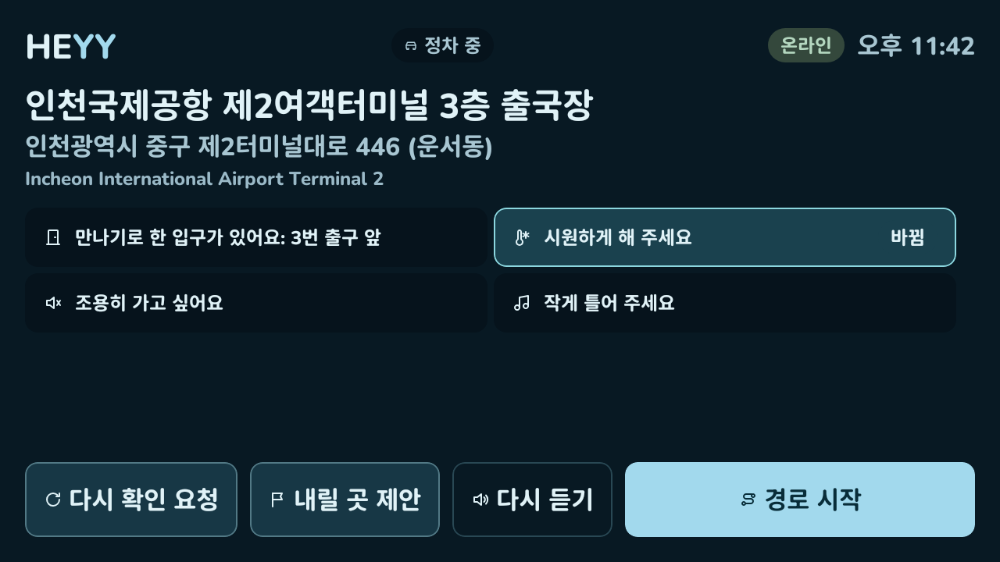 HEYY
정차 중
온라인
오후 11:42
인천국제공항 제2여객터미널 3층 출국장
인천광역시 중구 제2터미널대로 446 (운서동)
Incheon International Airport Terminal 2
만나기로 한 입구가 있어요: 3번 출구 앞
시원하게 해 주세요
바뀜
조용히 가고 싶어요
작게 틀어 주세요
다시 확인 요청
내릴 곳 제안
다시 듣기
경로 시작